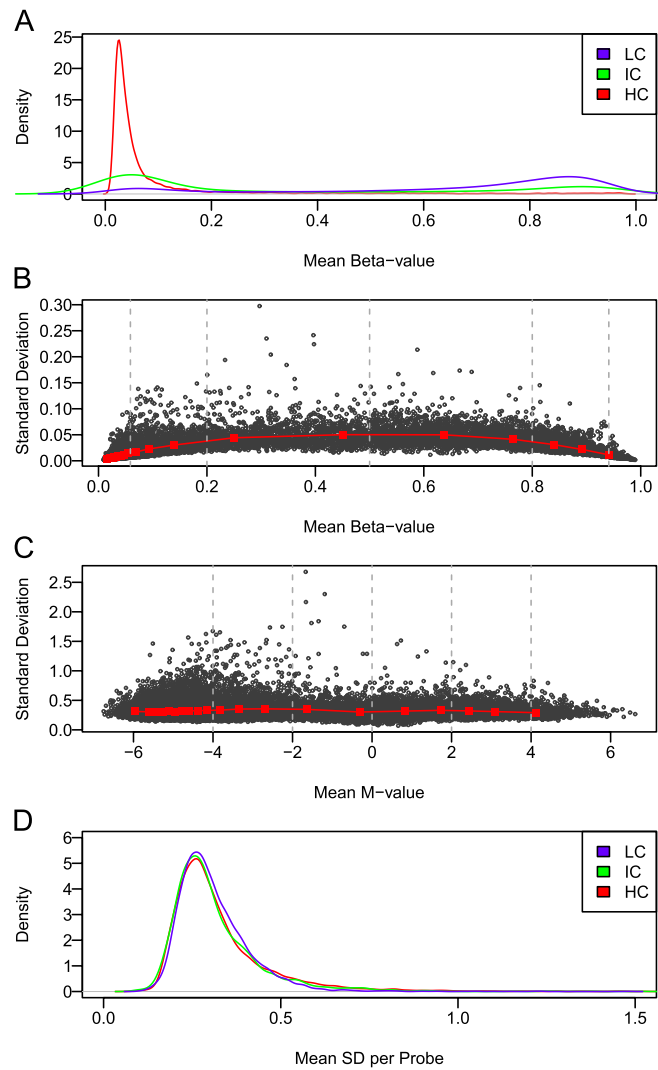 A
25
20
15
10
5
0
Density
LC
IC
HC
0.0 0.2 0.4 0.6 0.8 1.0
Mean Beta−value
B
0.30
0.25
0.20
0.15
0.10
0.05
0.00
Standard Deviation
0.0 0.2 0.4 0.6 0.8 1.0
Mean Beta−value
C
2.5
2.0
1.5
1.0
0.5
0.0
Standard Deviation
−6 −4 −2 0 2 4 6
Mean M−value
D
6
5
4
3
2
1
0
Density
LC
IC
HC
0.0 0.5 1.0 1.5
Mean SD per Probe